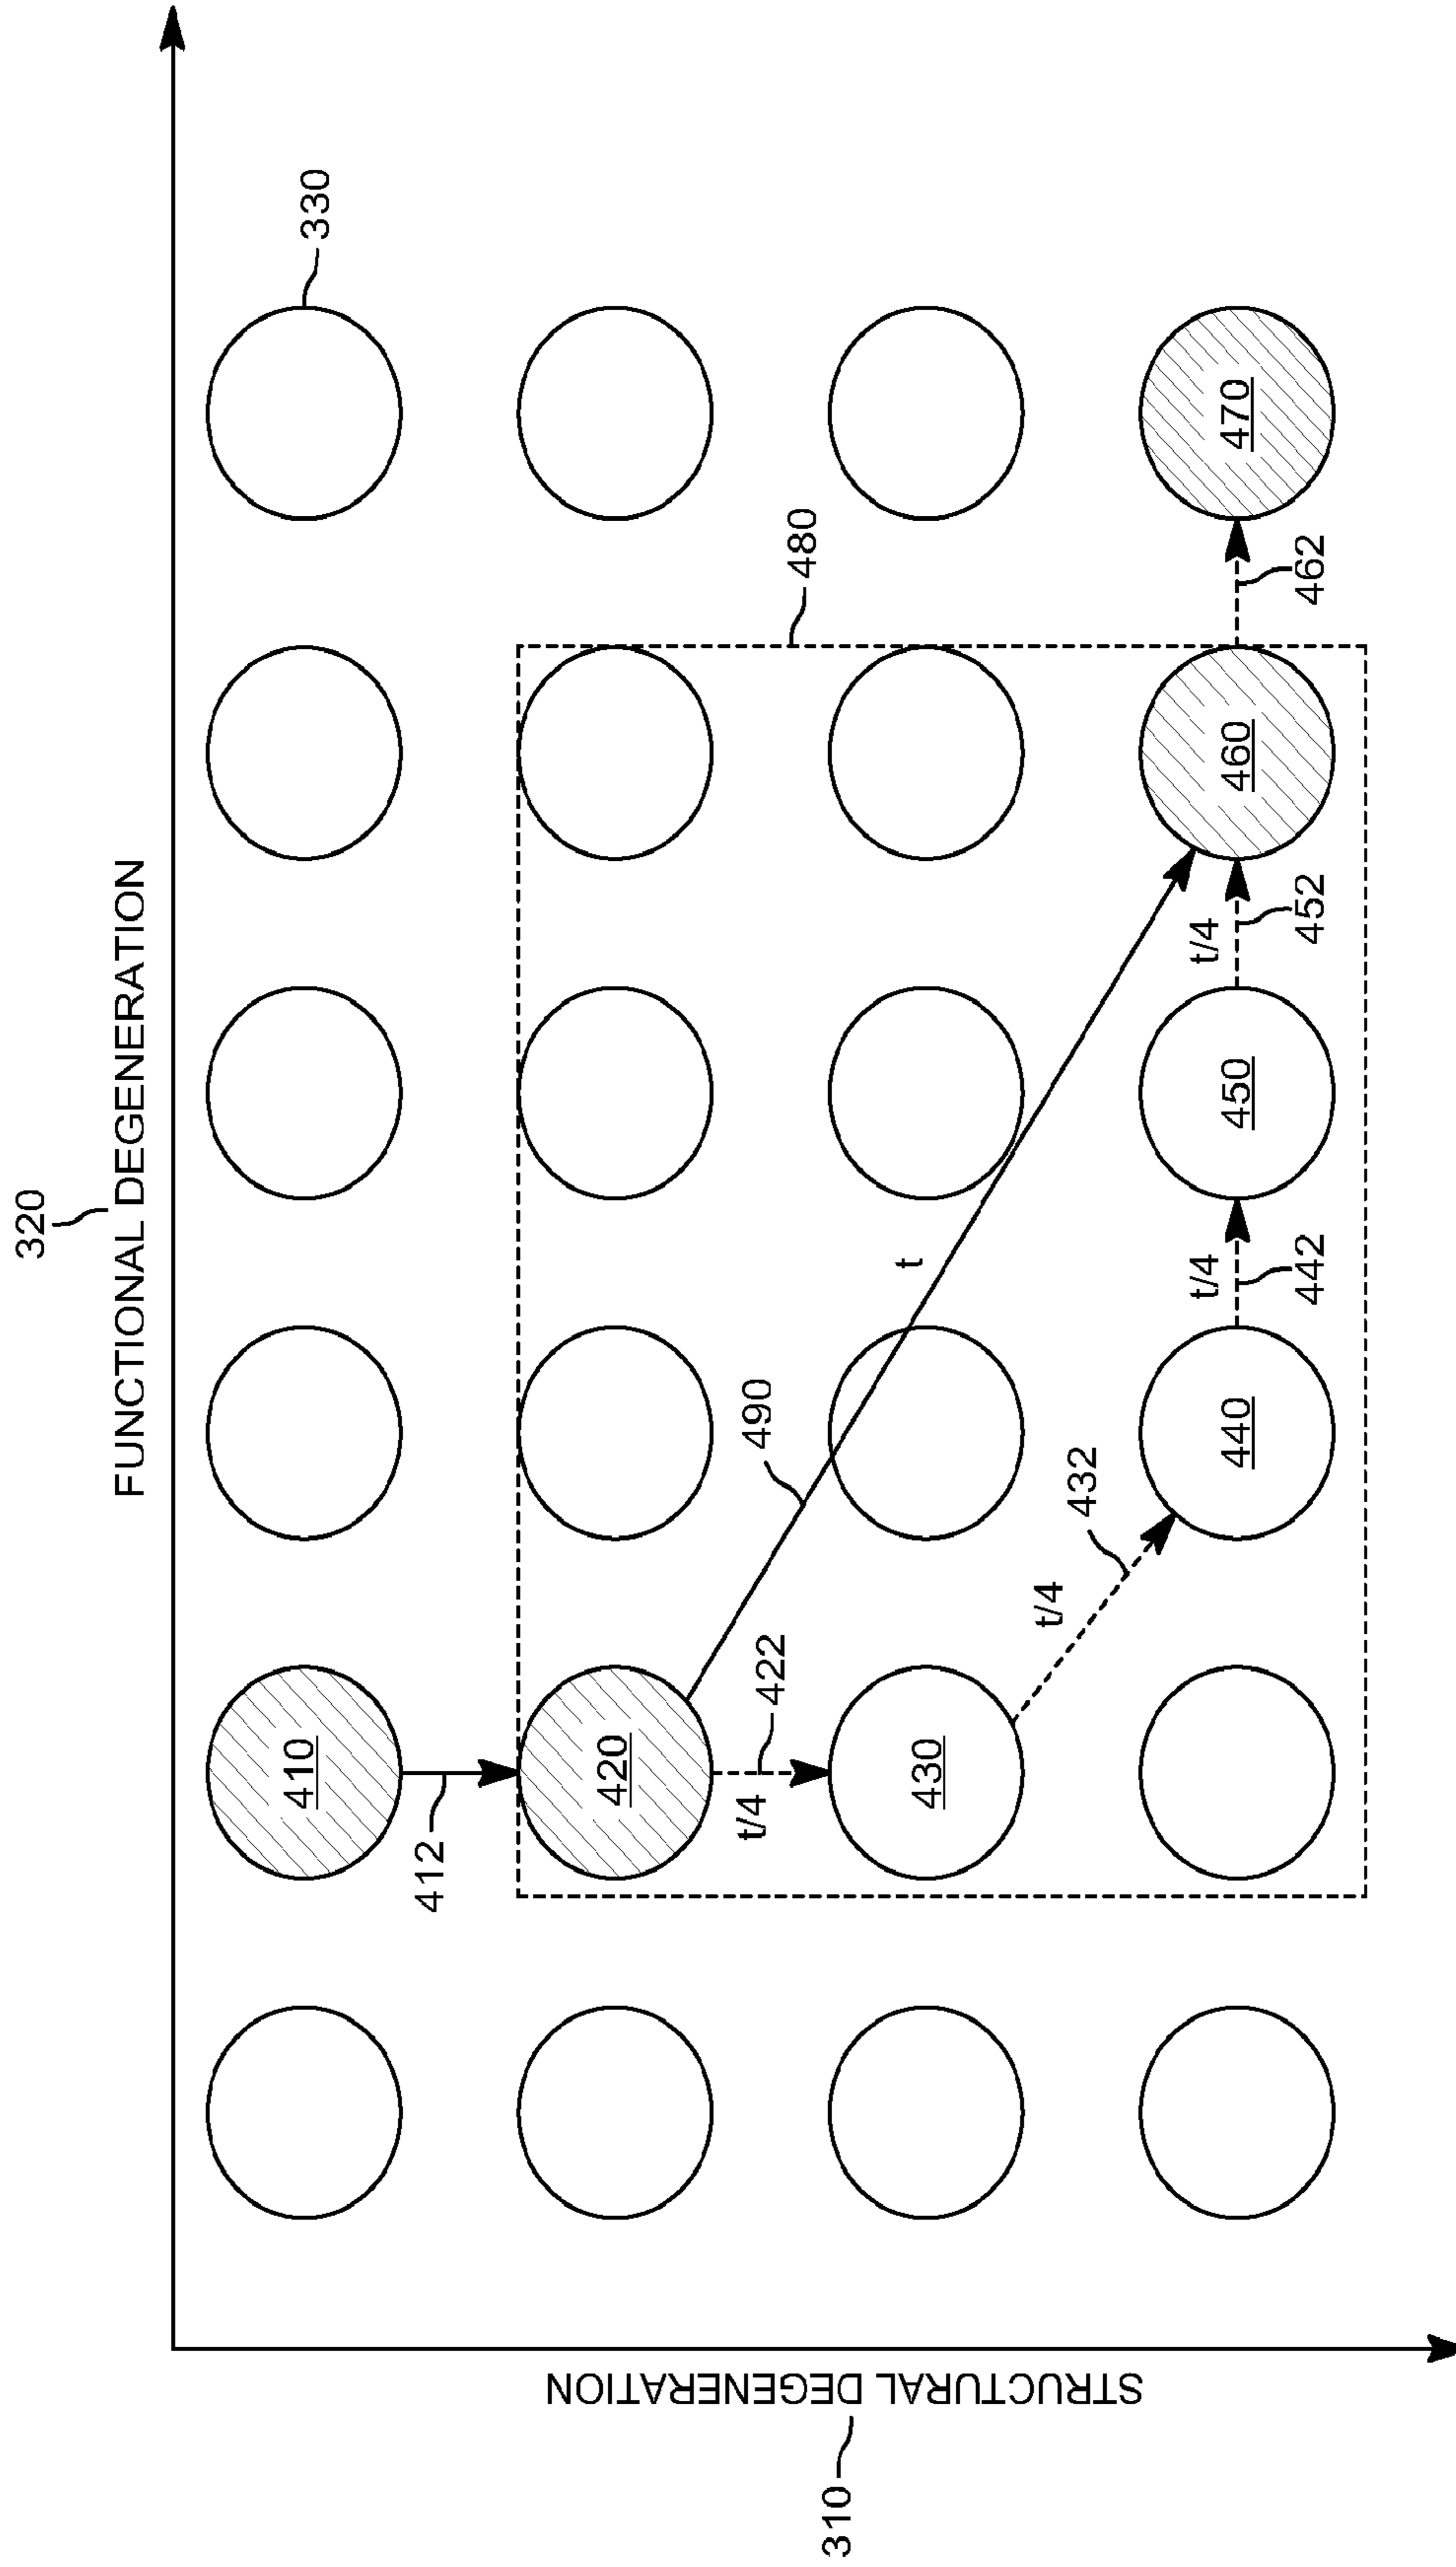 320
FUNCTIONAL DEGENERATION
310
STRUCTURAL DEGENERATION
330
410
412
420
t/4
422
490
t
480
430
t/4
432
440
t/4
442
450
t/4
452
460
462
470